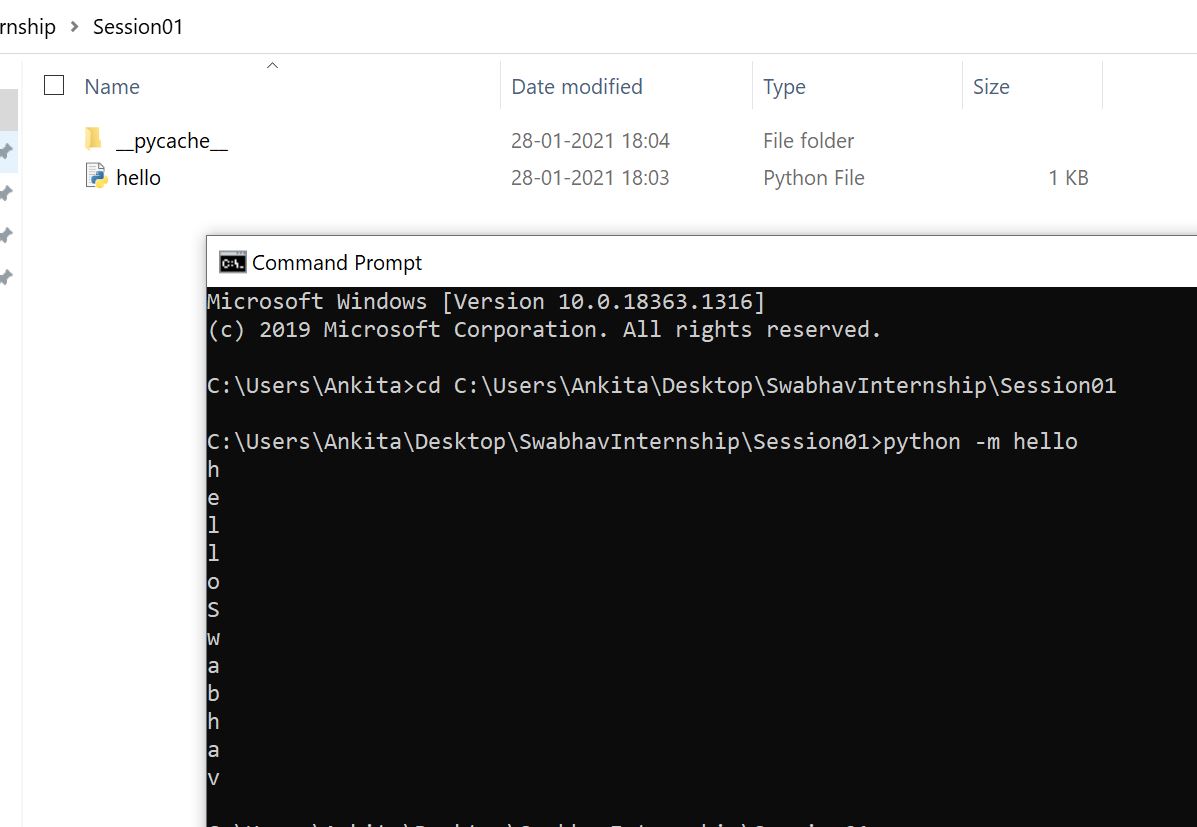 rnship > Session01
Name Date modified Type Size
__pycache__ 28-01-2021 18:04 File folder
hello 28-01-2021 18:03 Python File 1 KB
Command Prompt
Microsoft Windows [Version 10.0.18363.1316]
(c) 2019 Microsoft Corporation. All rights reserved.
C:\Users\Ankita>cd C:\Users\Ankita\Desktop\SwabhavInternship\Session01
C:\Users\Ankita\Desktop\SwabhavInternship\Session01>python -m hello
h
e
l
l
o
S
w
a
b
h
a
v